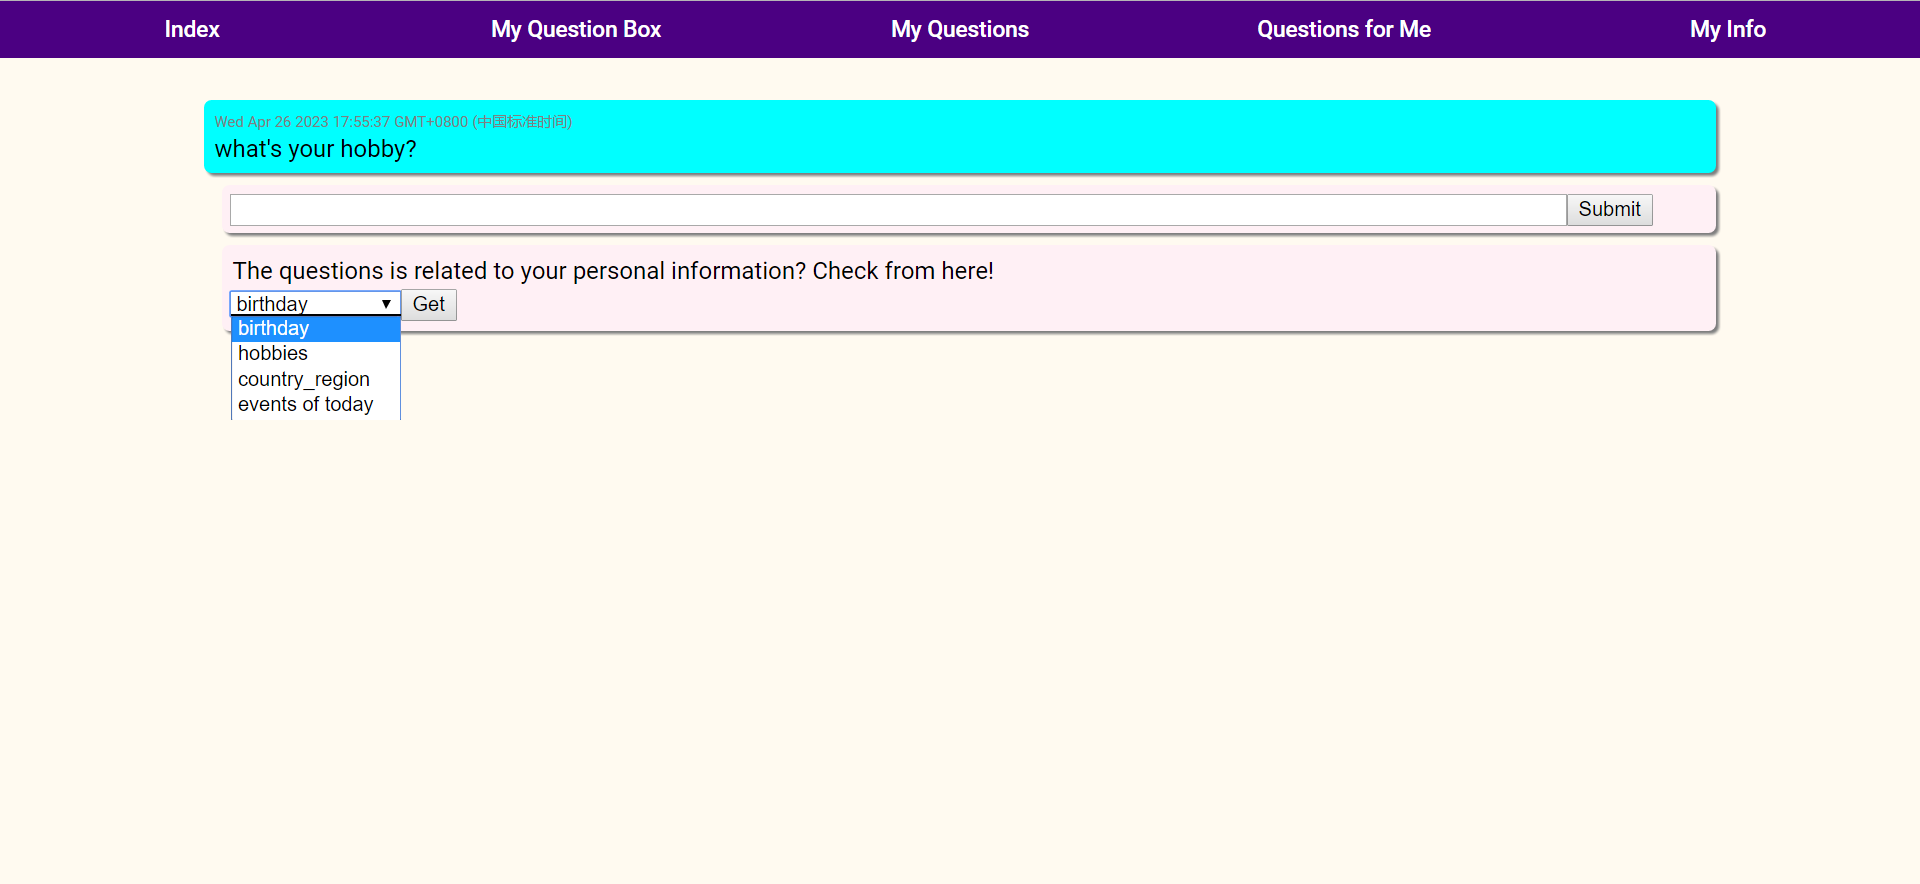 Index My Question Box My Questions Questions for Me My Info
Wed Apr 26 2023 17:55:37 GMT+0800 (中国标准时间)
what's your hobby?
Submit
The questions is related to your personal information? Check from here!
birthday Get
birthday
hobbies
country_region
events of today